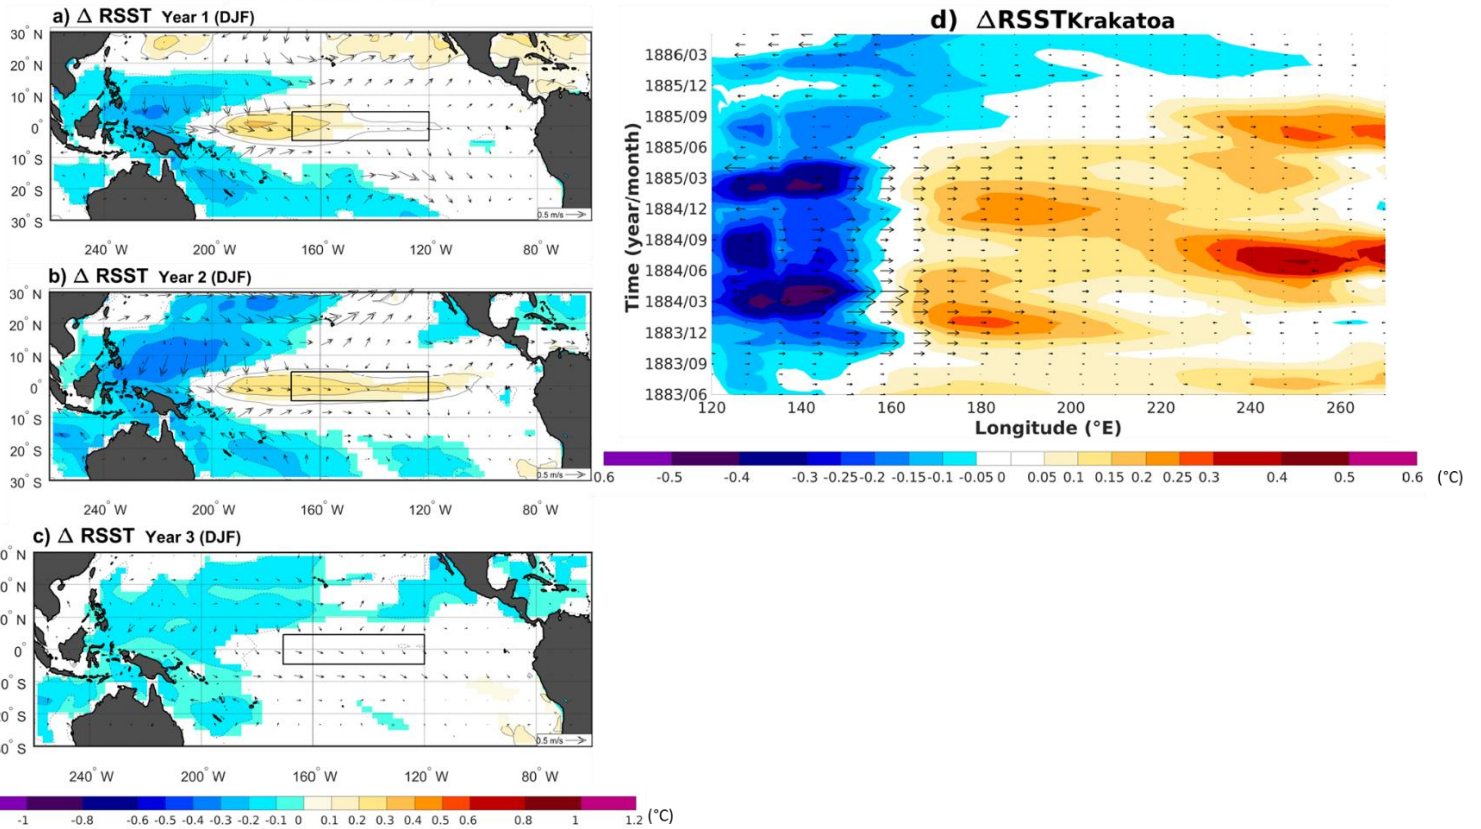 a) Δ RSST Year 1 (DJF)
30° N
20° N
10° N
0°
10° S
20° S
30° S
0.5 m/s
240° W 200° W 160° W 120° W 80° W
b) Δ RSST Year 2 (DJF)
30° N
20° N
10° N
0°
10° S
20° S
30° S
0.5 m/s
240° W 200° W 160° W 120° W 80° W
c) Δ RSST Year 3 (DJF)
0° N
0° N
0° N
0°
0° S
20° S
0° S
0.5 m/s
240° W 200° W 160° W 120° W 80° W
-1 -0.8 -0.6 -0.5 -0.4 -0.3 -0.2 -0.1 0 0.1 0.2 0.3 0.4 0.5 0.6 0.8 1 1.2 (°C)
d) ΔRSSTKrakatoa
Time (year/month)
1886/03
1885/12
1885/09
1885/06
1885/03
1884/12
1884/09
1884/06
1884/03
1883/12
1883/09
1883/06
120 140 160 180 200 220 240 260
Longitude (°E)
0.6 -0.5 -0.4 -0.3 -0.25 -0.2 -0.15 -0.1 -0.05 0 0.05 0.1 0.15 0.2 0.25 0.3 0.4 0.5 0.6 (°C)